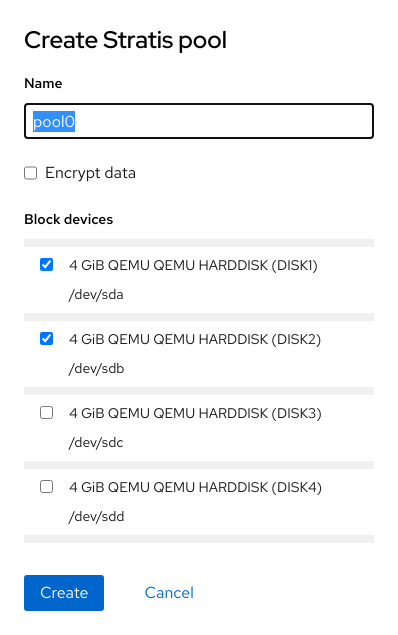 Create Stratis pool
Name
pool0
Encrypt data
Block devices
4 GiB QEMU QEMU HARDDISK (DISK1)
/dev/sda
4 GiB QEMU QEMU HARDDISK (DISK2)
/dev/sdb
4 GiB QEMU QEMU HARDDISK (DISK3)
/dev/sdc
4 GiB QEMU QEMU HARDDISK (DISK4)
/dev/sdd
Create Cancel